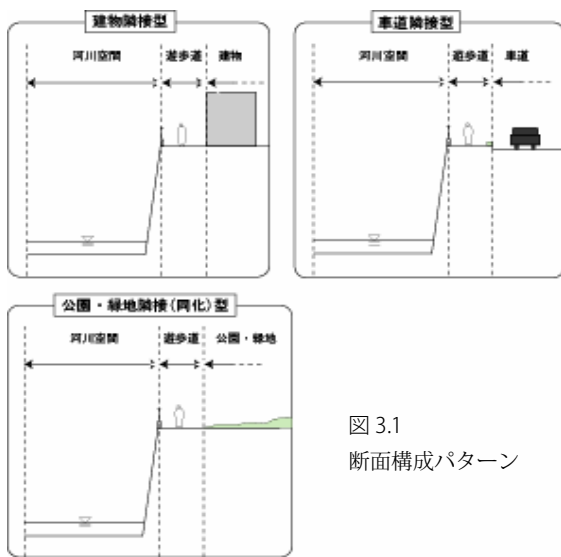 建物隣接型
河川空間 遊歩道 建物
車道隣接型
河川空間 遊歩道 車道
公園・緑地隣接(同化)型
河川空間 遊歩道 公園・緑地
図 3.1
断面構成パターン